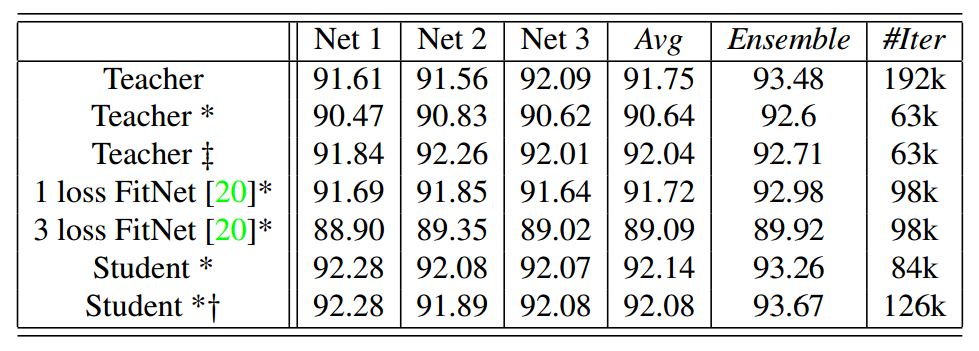 Net 1 Net 2 Net 3 Avg Ensemble #Iter
Teacher 91.61 91.56 92.09 91.75 93.48 192k
Teacher * 90.47 90.83 90.62 90.64 92.6 63k
Teacher ‡ 91.84 92.26 92.01 92.04 92.71 63k
1 loss FitNet [20]* 91.69 91.85 91.64 91.72 92.98 98k
3 loss FitNet [20]* 88.90 89.35 89.02 89.09 89.92 98k
Student * 92.28 92.08 92.07 92.14 93.26 84k
Student *† 92.28 91.89 92.08 92.08 93.67 126k